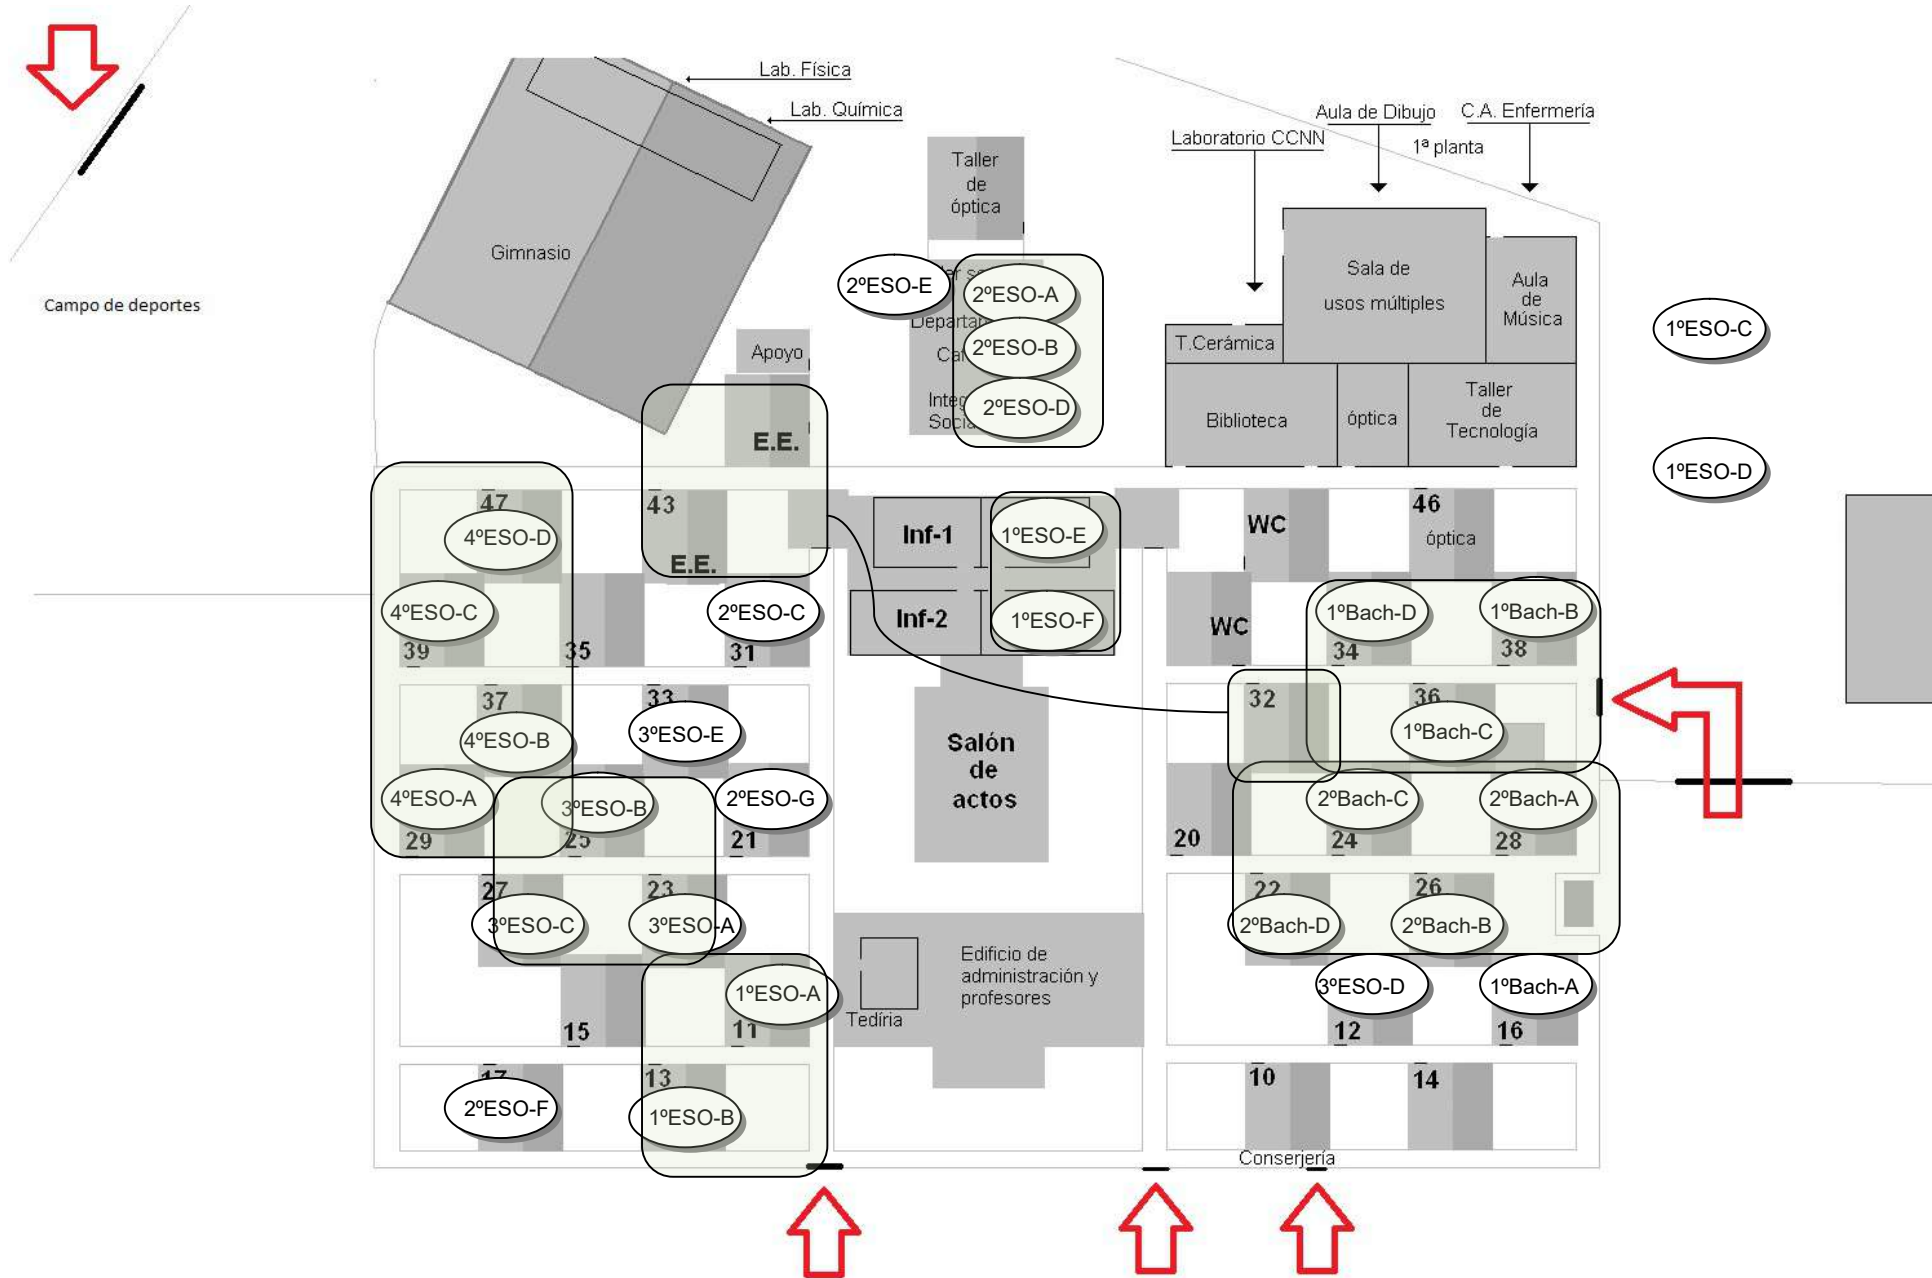 Lab. Física
Lab. Química
Campo de deportes
Gimnasio
Taller
de
óptica
Laboratorio CCNN
Aula de Dibujo
C.A. Enfermería
1ª planta
Sala de
usos múltiples
Aula
de
Música
T.Cerámica
Biblioteca
óptica
Taller
de
Tecnología
1ºESO-C
1ºESO-D
2ºESO-E
2ºESO-A
2ºESO-B
2ºESO-D
Apoyo
E.E.
43
E.E.
47
4ºESO-D
4ºESO-C
39
35
2ºESO-C
31
Inf-1
Inf-2
1ºESO-E
1ºESO-F
WC
WC
46
óptica
1ºBach-D
34
1ºBach-B
38
37
4ºESO-B
33
3ºESO-E
4ºESO-A
29
3ºESO-B
25
2ºESO-G
21
Salón
de
actos
32
36
1ºBach-C
20
2ºBach-C
24
2ºBach-A
28
27
3ºESO-C
23
3ºESO-A
22
2ºBach-D
26
2ºBach-B
15
1ºESO-A
11
Edificio de
administración y
profesores
Tediría
3ºESO-D
12
1ºBach-A
16
17
2ºESO-F
13
1ºESO-B
10
14
Conserjería